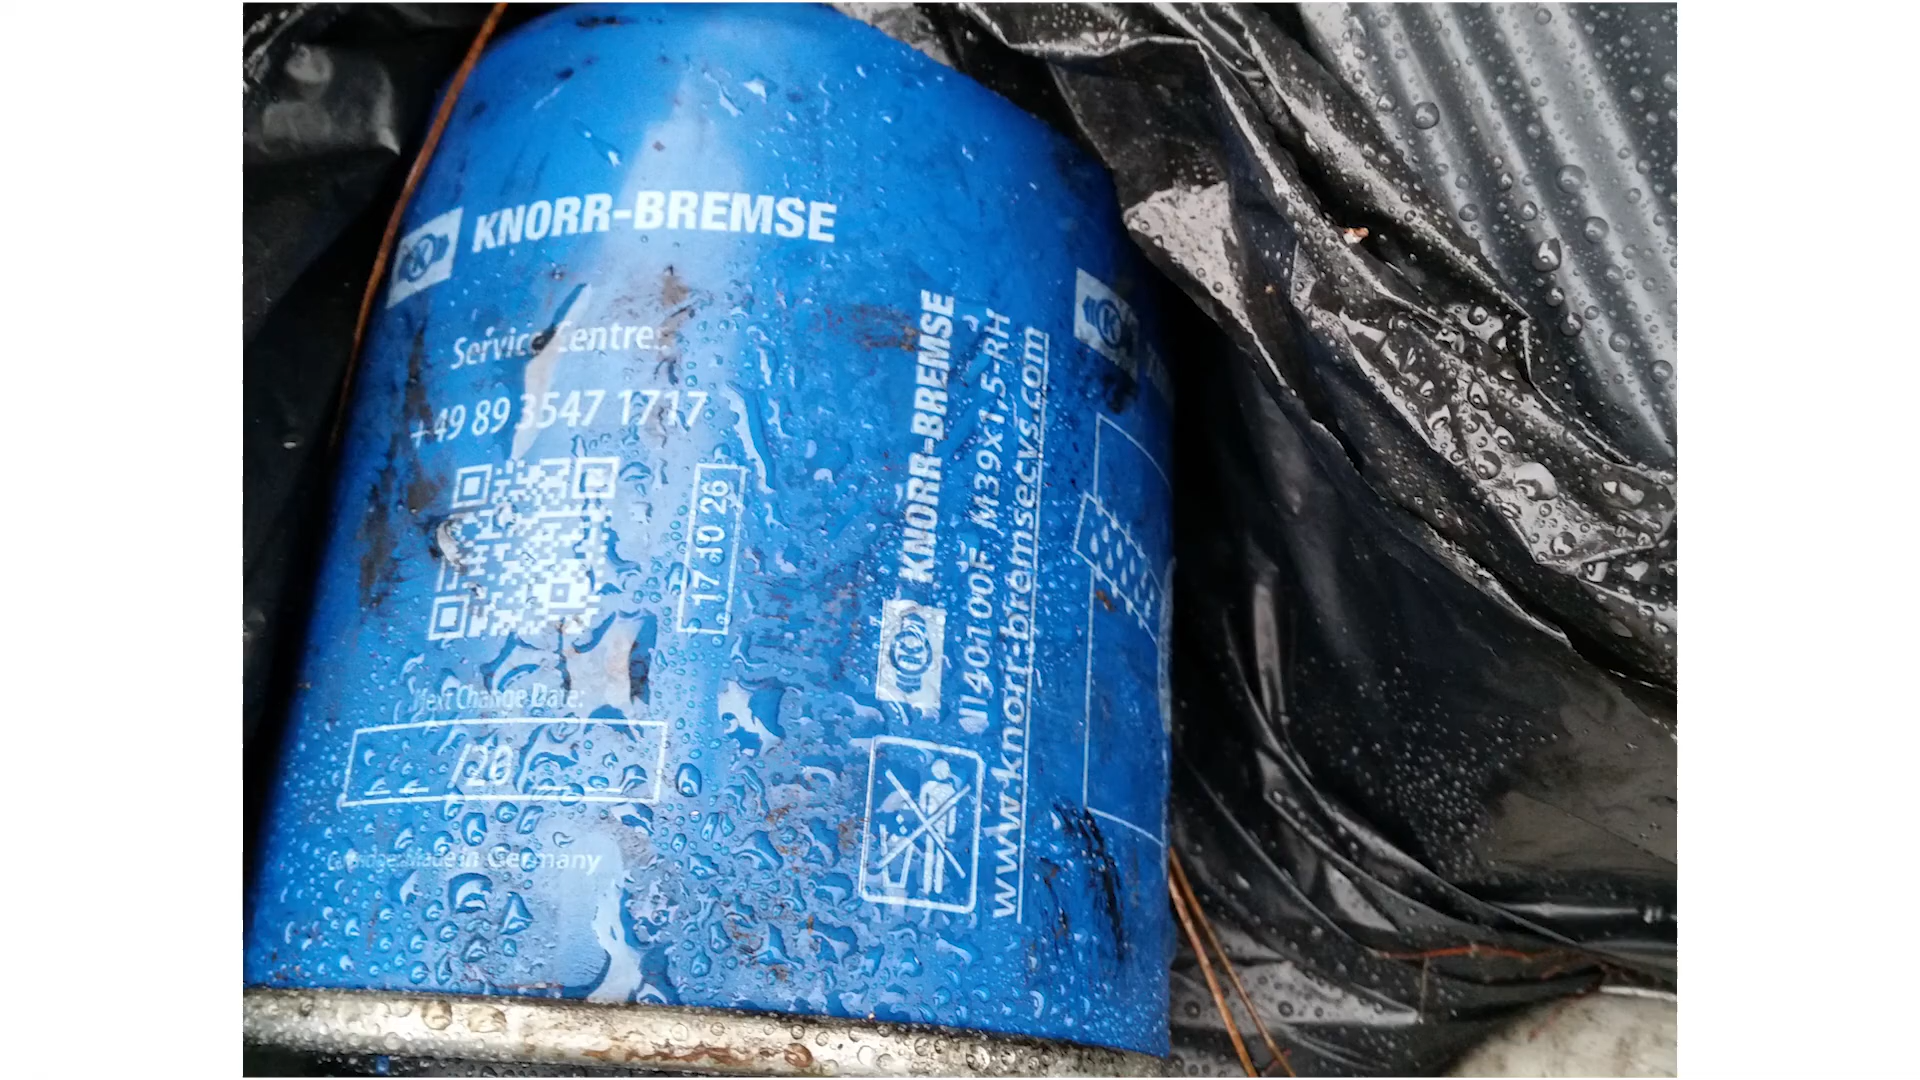 KNORR-BREMSE
Service Centre:
+49 89 3547 1717
17 10 26
Next Change Date:
_ _ /20 _ _
Cartridge: Made in Germany
KNORR-BREMSE
M39x1,5-RH
www.knorr-bremsecvs.com
K
K
K